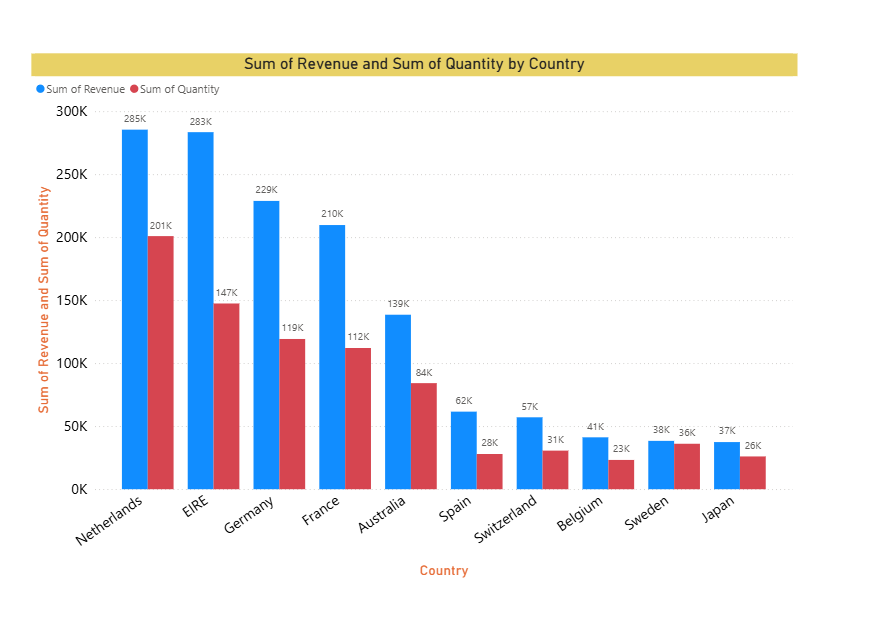 Sum of Revenue and Sum of Quantity by Country
Sum of Revenue Sum of Quantity
Sum of Revenue and Sum of Quantity
300K
250K
200K
150K
100K
50K
0K
285K
201K
283K
147K
229K
119K
210K
112K
139K
84K
62K
28K
57K
31K
41K
23K
38K
36K
37K
26K
Netherlands
EIRE
Germany
France
Australia
Spain
Switzerland
Belgium
Sweden
Japan
Country